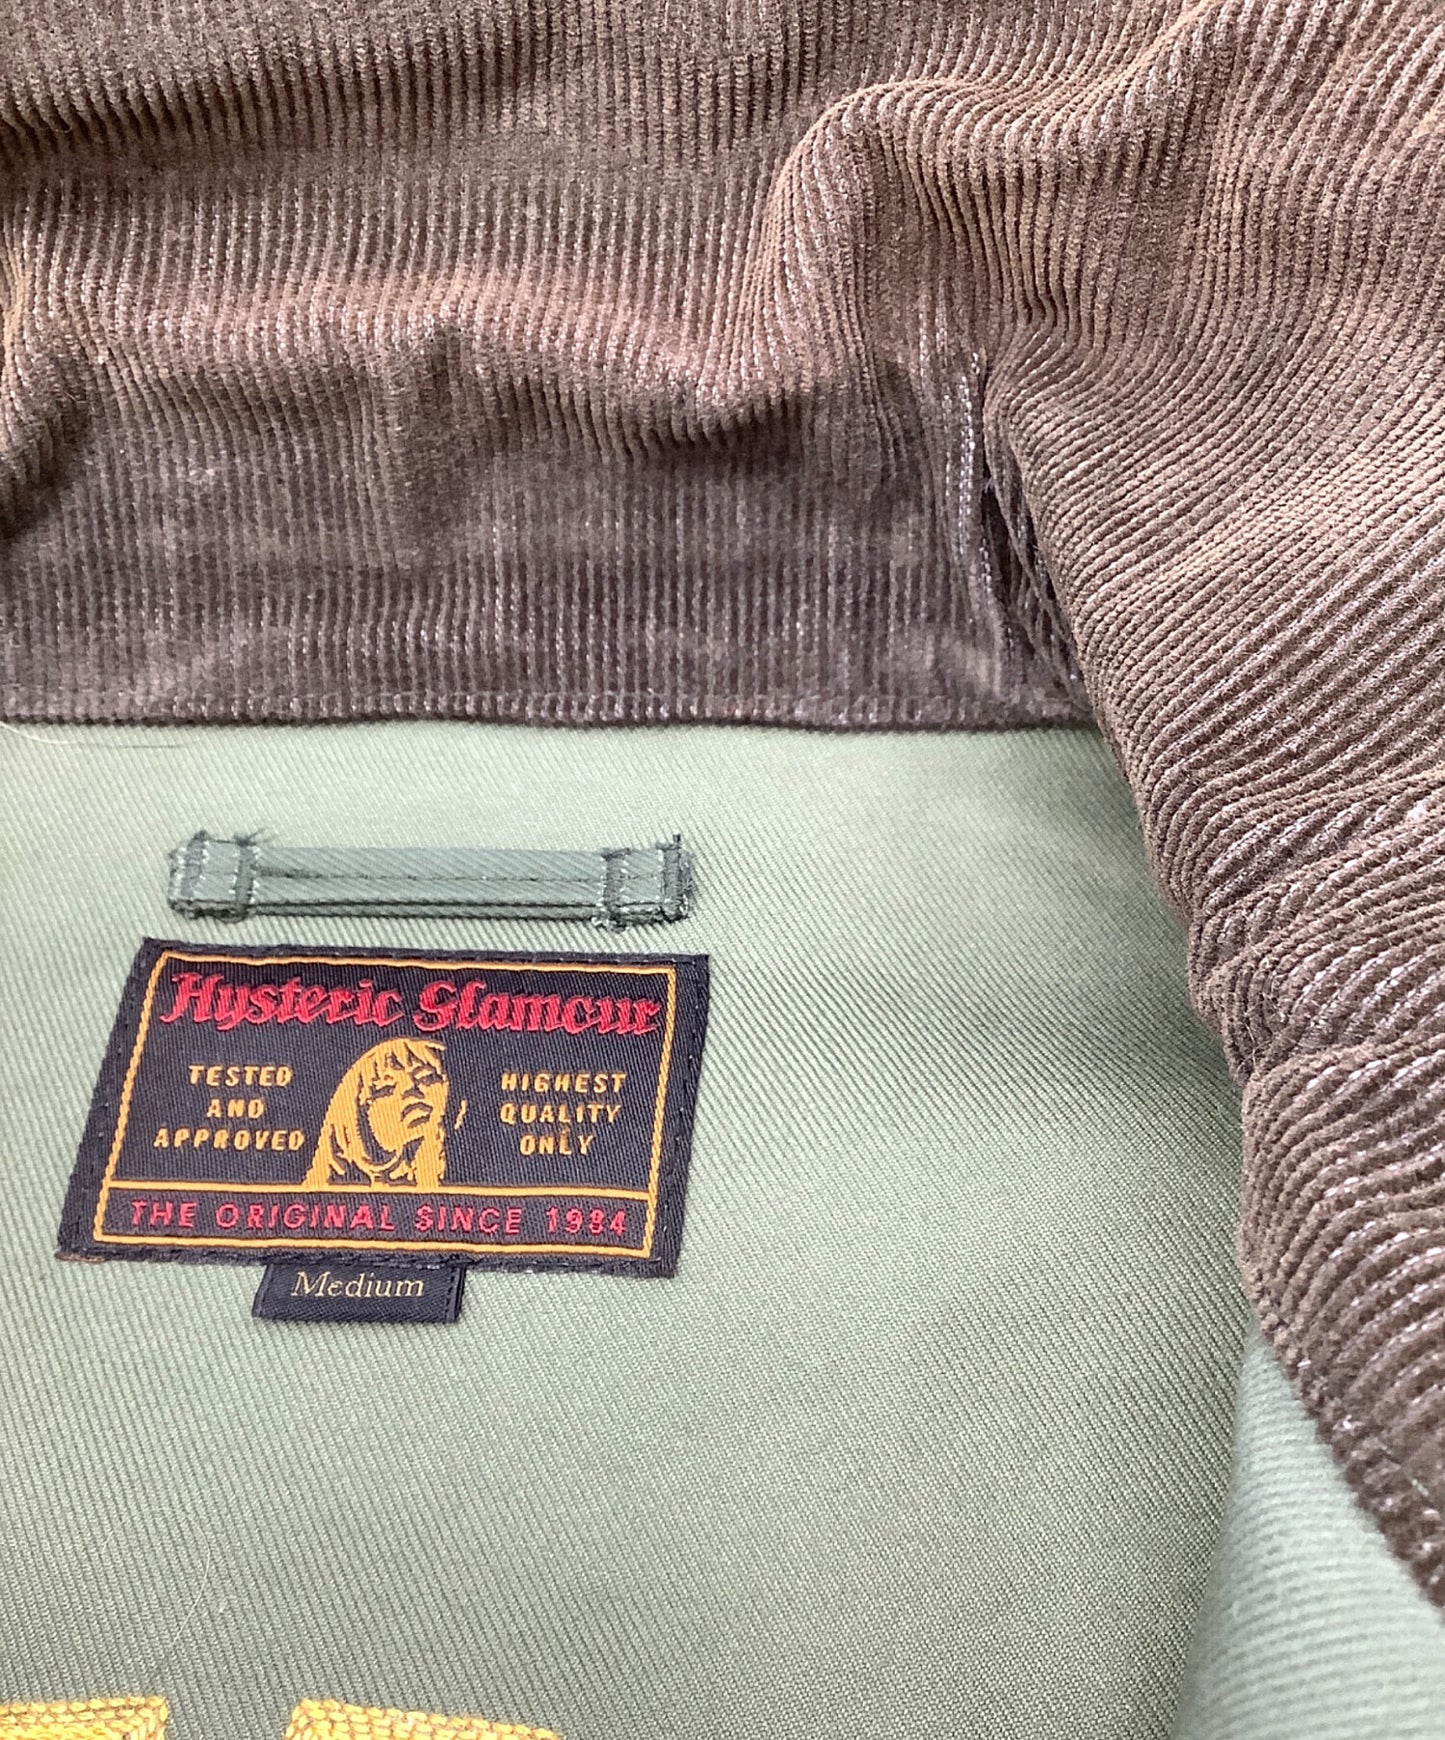 Hysteric Glamour
TESTED
AND
APPROVED
HIGHEST
QUALITY
ONLY
THE ORIGINAL SINCE 1984
Medium